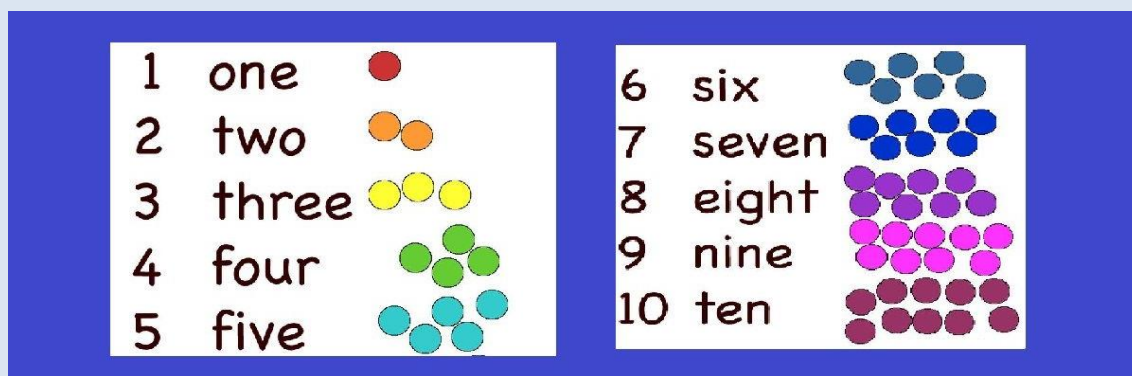 1 one
2 two
3 three
4 four
5 five
6 six
7 seven
8 eight
9 nine
10 ten